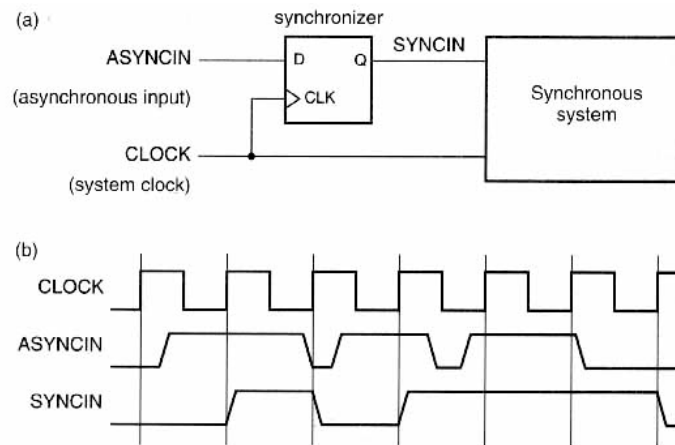 (a)
synchronizer
ASYNCIN
D
Q
SYNCIN
(asynchronous input)
CLK
Synchronous
system
CLOCK
(system clock)
(b)
CLOCK
ASYNCIN
SYNCIN